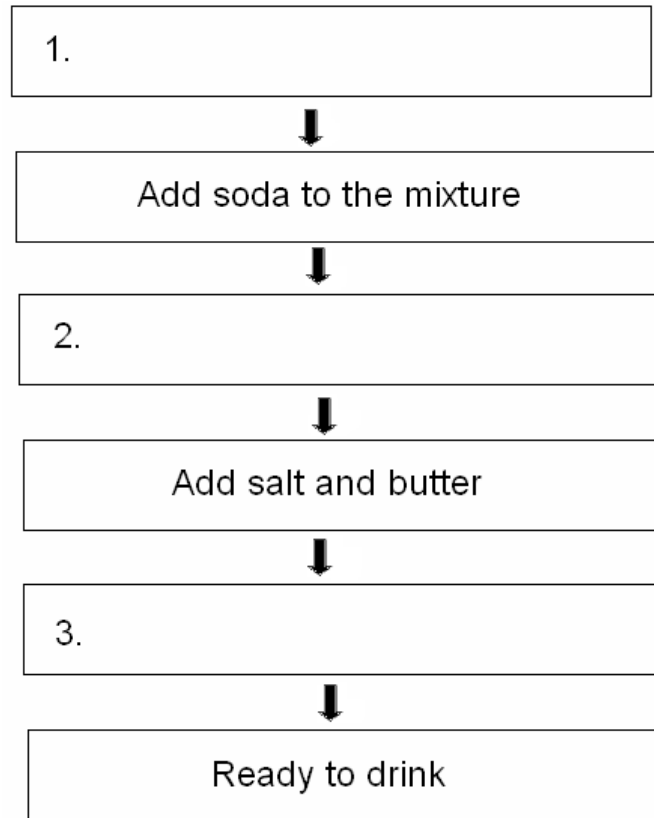 1.
Add soda to the mixture
2.
Add salt and butter
3.
Ready to drink